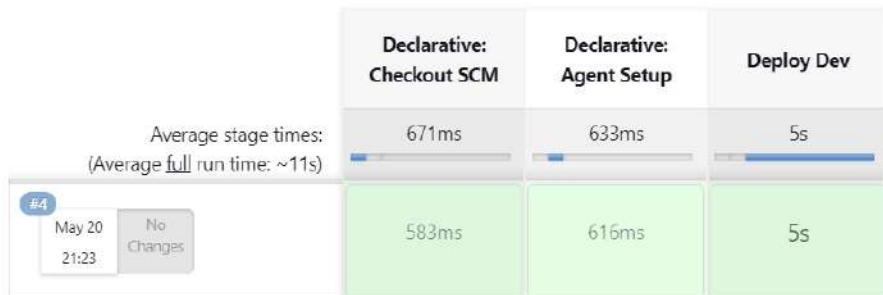 Declarative:
Checkout SCM
Declarative:
Agent Setup
Deploy Dev
Average stage times:
(Average full run time: ~11s)
671ms
633ms
5s
#4
May 20
21:23
No
Changes
583ms
616ms
5s